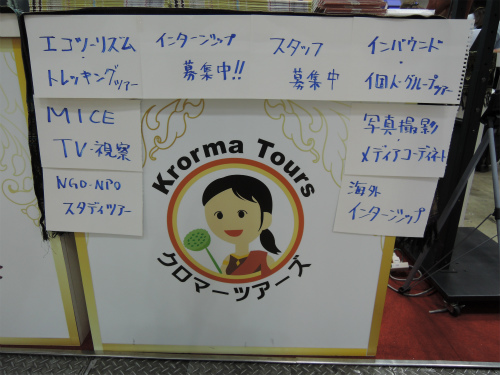 エコツーリズム
・
トレッキングツアー
インターンシップ
募集中!!
スタッフ
募集中
インバウンド
・
個人・グループツアー
MICE
TV・視察
写真撮影
・
メディアコーディネート
NGO・NPO
スタディツアー
海外
インターンシップ
Krorma Tours
クロマーツアーズ